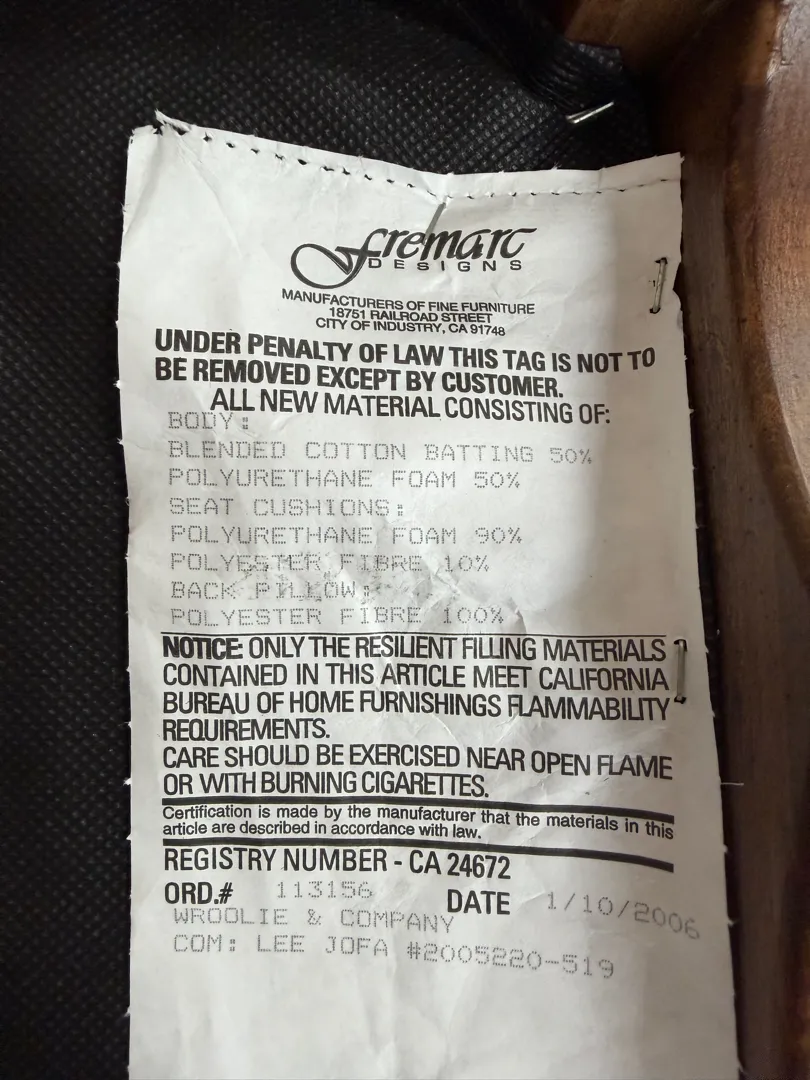 fremarc
DESIGNS
MANUFACTURERS OF FINE FURNITURE
18751 RAILROAD STREET
CITY OF INDUSTRY, CA 91748
UNDER PENALTY OF LAW THIS TAG IS NOT TO
BE REMOVED EXCEPT BY CUSTOMER.
ALL NEW MATERIAL CONSISTING OF:
BODY:
BLENDED COTTON BATTING 50%
POLYURETHANE FOAM 50%
SEAT CUSHIONS:
POLYURETHANE FOAM 90%
POLYESTER FIBRE 10%
BACK PILLOW:
POLYESTER FIBRE 100%
NOTICE: ONLY THE RESILIENT FILLING MATERIALS
CONTAINED IN THIS ARTICLE MEET CALIFORNIA
BUREAU OF HOME FURNISHINGS FLAMMABILITY
REQUIREMENTS.
CARE SHOULD BE EXERCISED NEAR OPEN FLAME
OR WITH BURNING CIGARETTES.
Certification is made by the manufacturer that the materials in this
article are described in accordance with law.
REGISTRY NUMBER - CA 24672
ORD.# 113156 DATE 1/10/2006
WROOLIE & COMPANY
COM: LEE JOFA #2005220-519